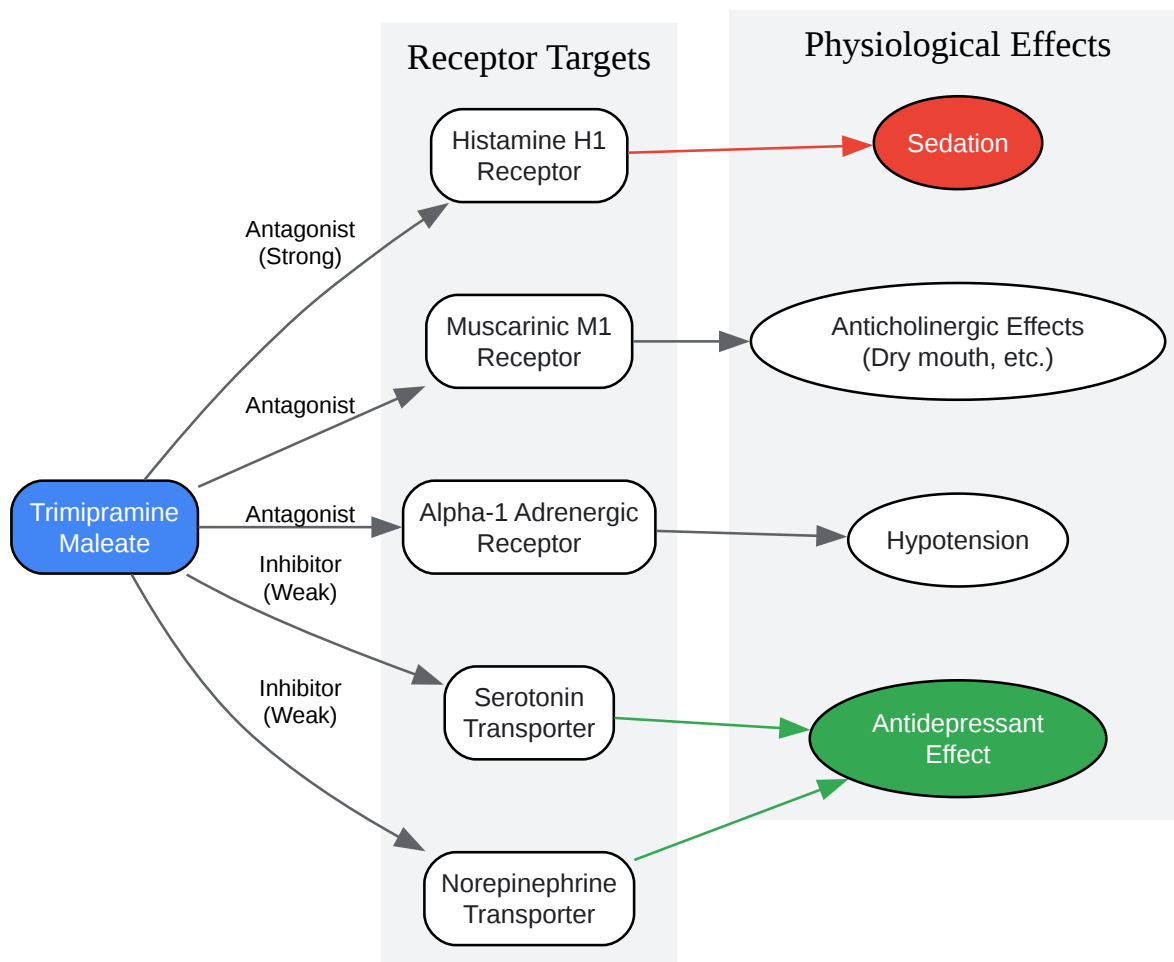 Receptor Targets
Physiological Effects
Histamine H1
Receptor
Sedation
Antagonist
(Strong)
Muscarinic M1
Receptor
Anticholinergic Effects
(Dry mouth, etc.)
Antagonist
Trimipramine
Maleate
Antagonist
Alpha-1 Adrenergic
Receptor
Hypotension
Inhibitor
(Weak)
Serotonin
Transporter
Antidepressant
Effect
Inhibitor
(Weak)
Norepinephrine
Transporter